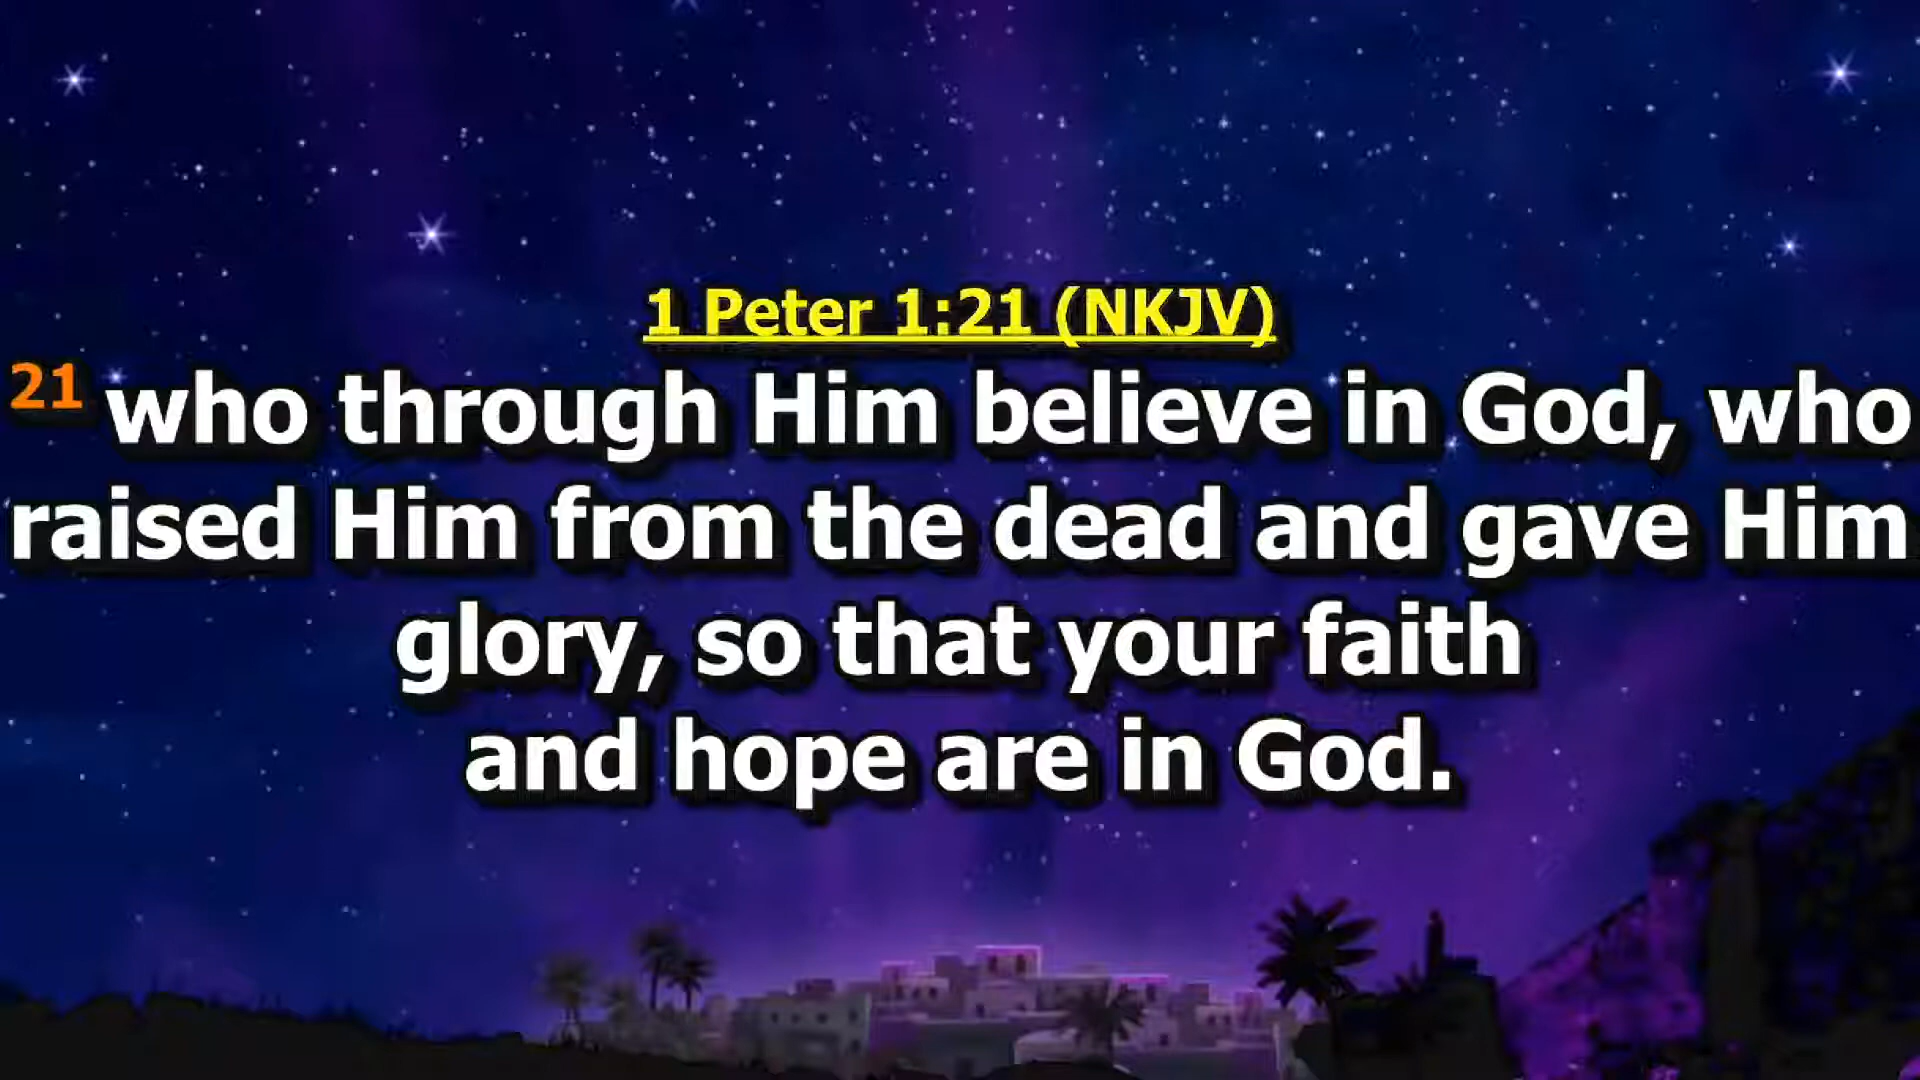 1 Peter 1:21 (NKJV)
21 who through Him believe in God, who
raised Him from the dead and gave Him
glory, so that your faith
and hope are in God.